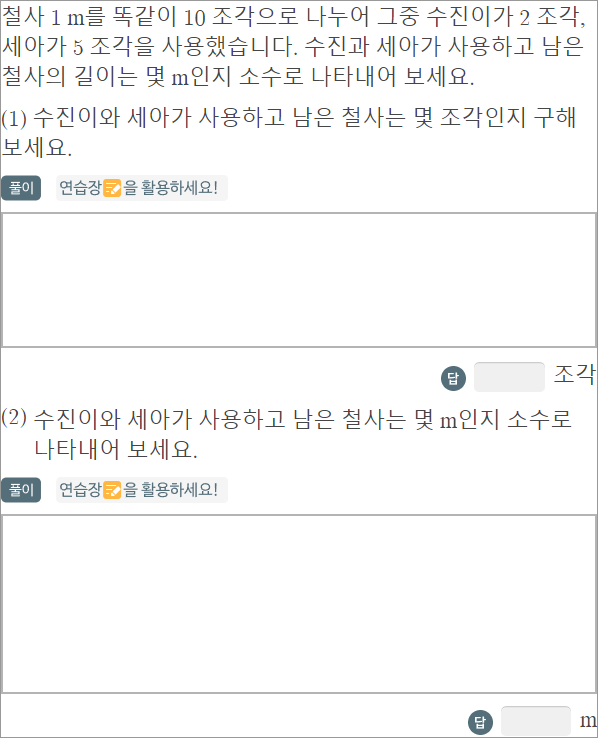 철사 1 m를 똑같이 10 조각으로 나누어 그중 수진이가 2 조각,
세아가 5 조각을 사용했습니다. 수진과 세아가 사용하고 남은
철사의 길이는 몇 m인지 소수로 나타내어 보세요.
(1) 수진이와 세아가 사용하고 남은 철사는 몇 조각인지 구해
보세요.
풀이 연습장을 활용하세요!
답 조각
(2) 수진이와 세아가 사용하고 남은 철사는 몇 m인지 소수로
나타내어 보세요.
풀이 연습장을 활용하세요!
답 m